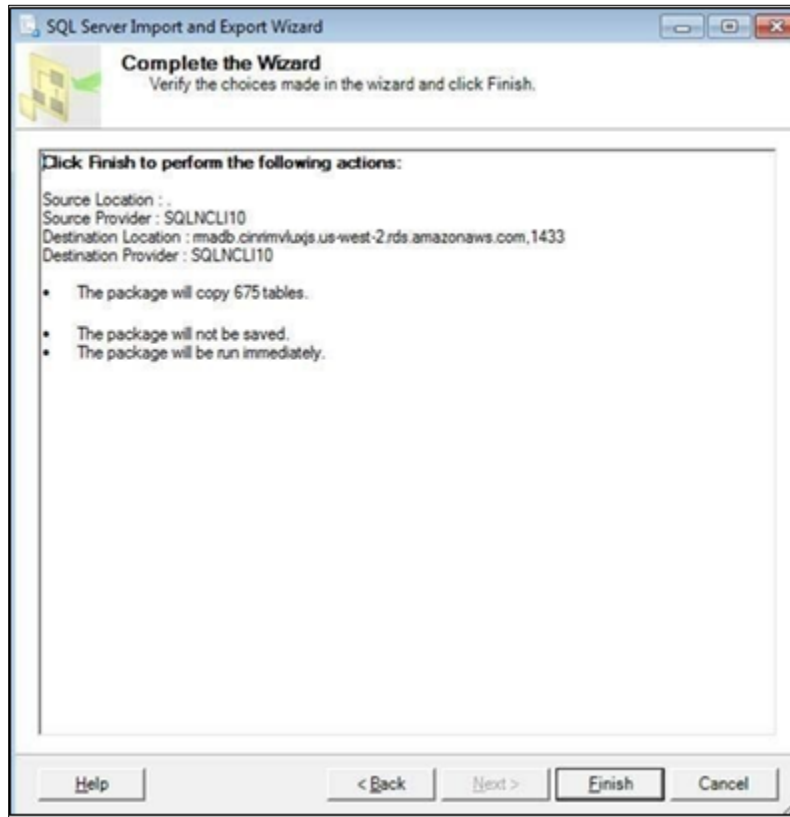 SQL Server Import and Export Wizard
Complete the Wizard
Verify the choices made in the wizard and click Finish.
Click Finish to perform the following actions:
Source Location : .
Source Provider : SQLNCLI10
Destination Location : rnadb.cinrimvluxjs.us-west-2.rds.amazonaws.com,1433
Destination Provider : SQLNCLI10
• The package will copy 675 tables.
• The package will not be saved.
• The package will be run immediately.
Help
< Back
Next >
Finish
Cancel